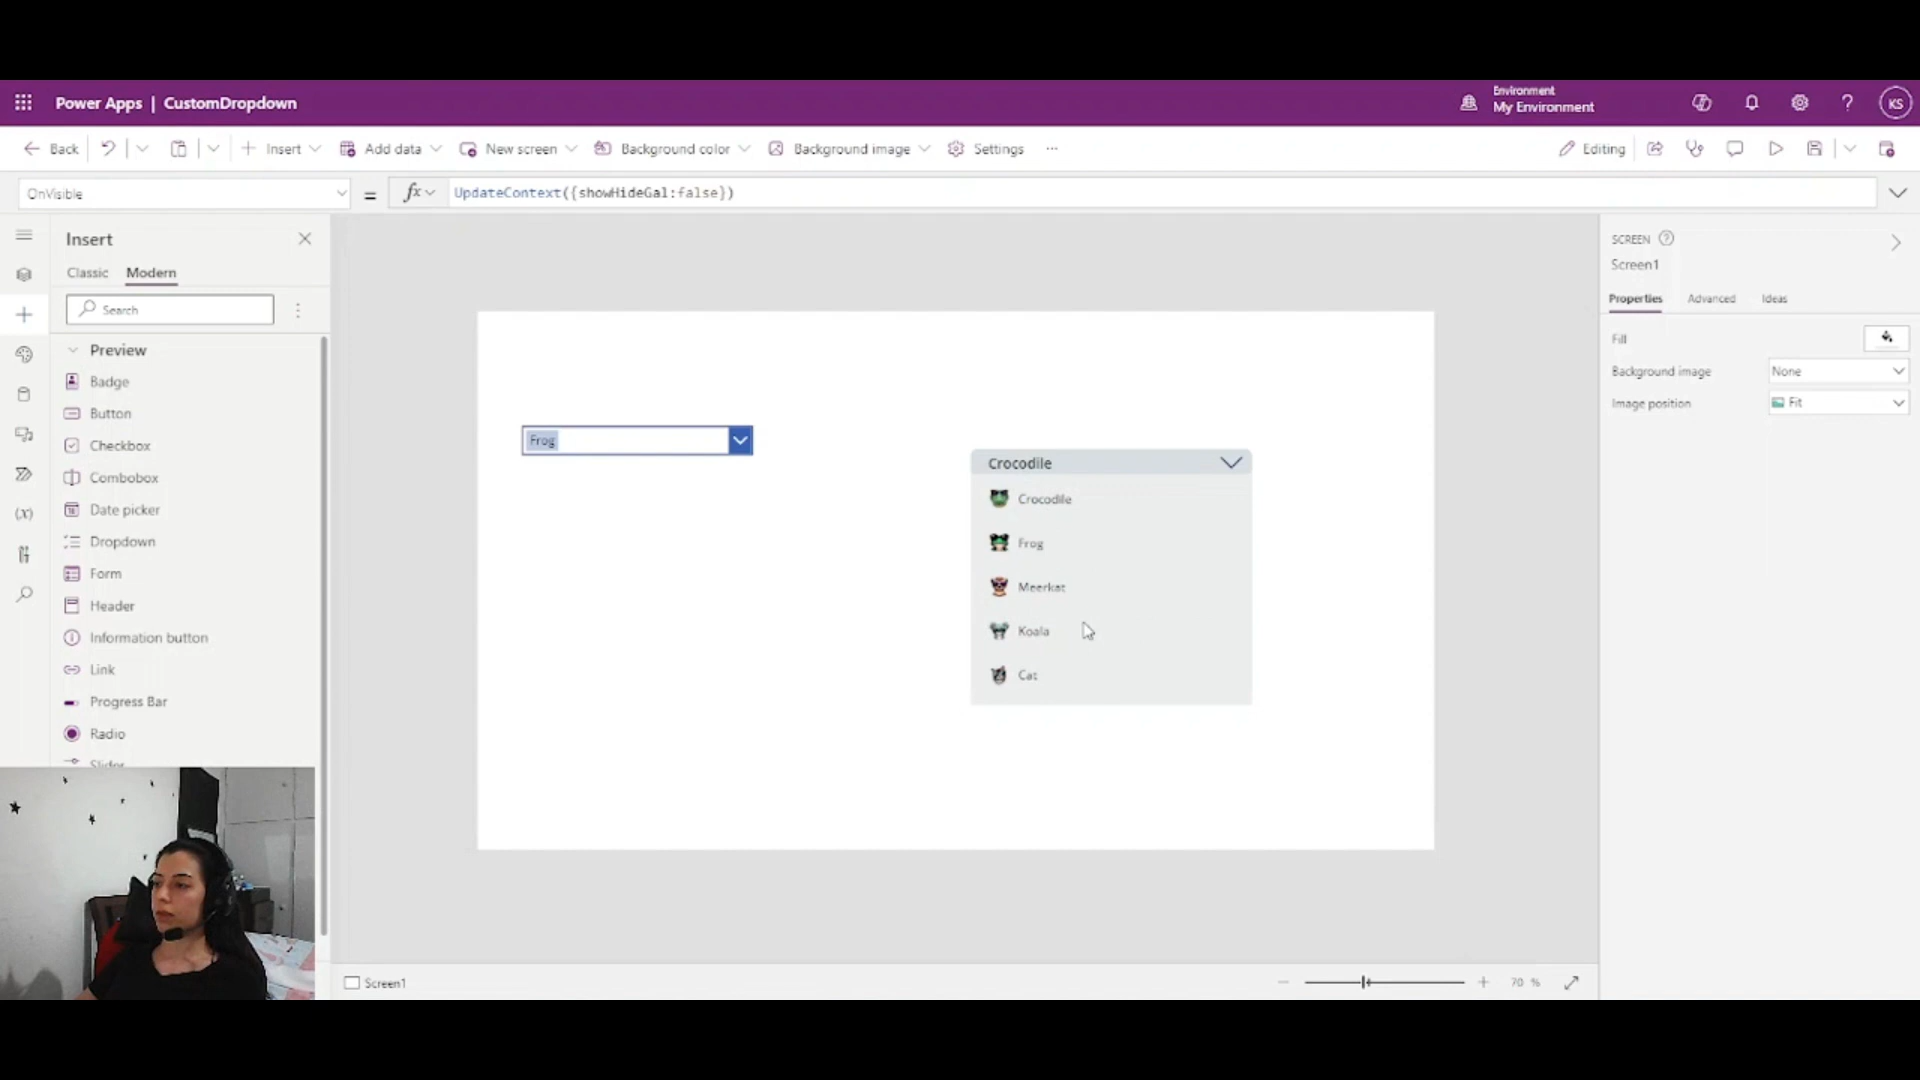 Power Apps | CustomDropdown
Environment
My Environment
KS
Back
Insert
Add data
New screen
Background color
Background image
Settings
...
Editing
OnVisible
=
fx
UpdateContext({showHideGal:false})
Insert
Classic
Modern
Search
Preview
Badge
Button
Checkbox
Combobox
Date picker
Dropdown
Form
Header
Information button
Link
Progress Bar
Radio
Slider
Frog
Crocodile
Crocodile
Frog
Meerkat
Koala
Cat
SCREEN
Screen1
Properties
Advanced
Ideas
Fill
Background image
None
Image position
Fit
Screen1
70 %